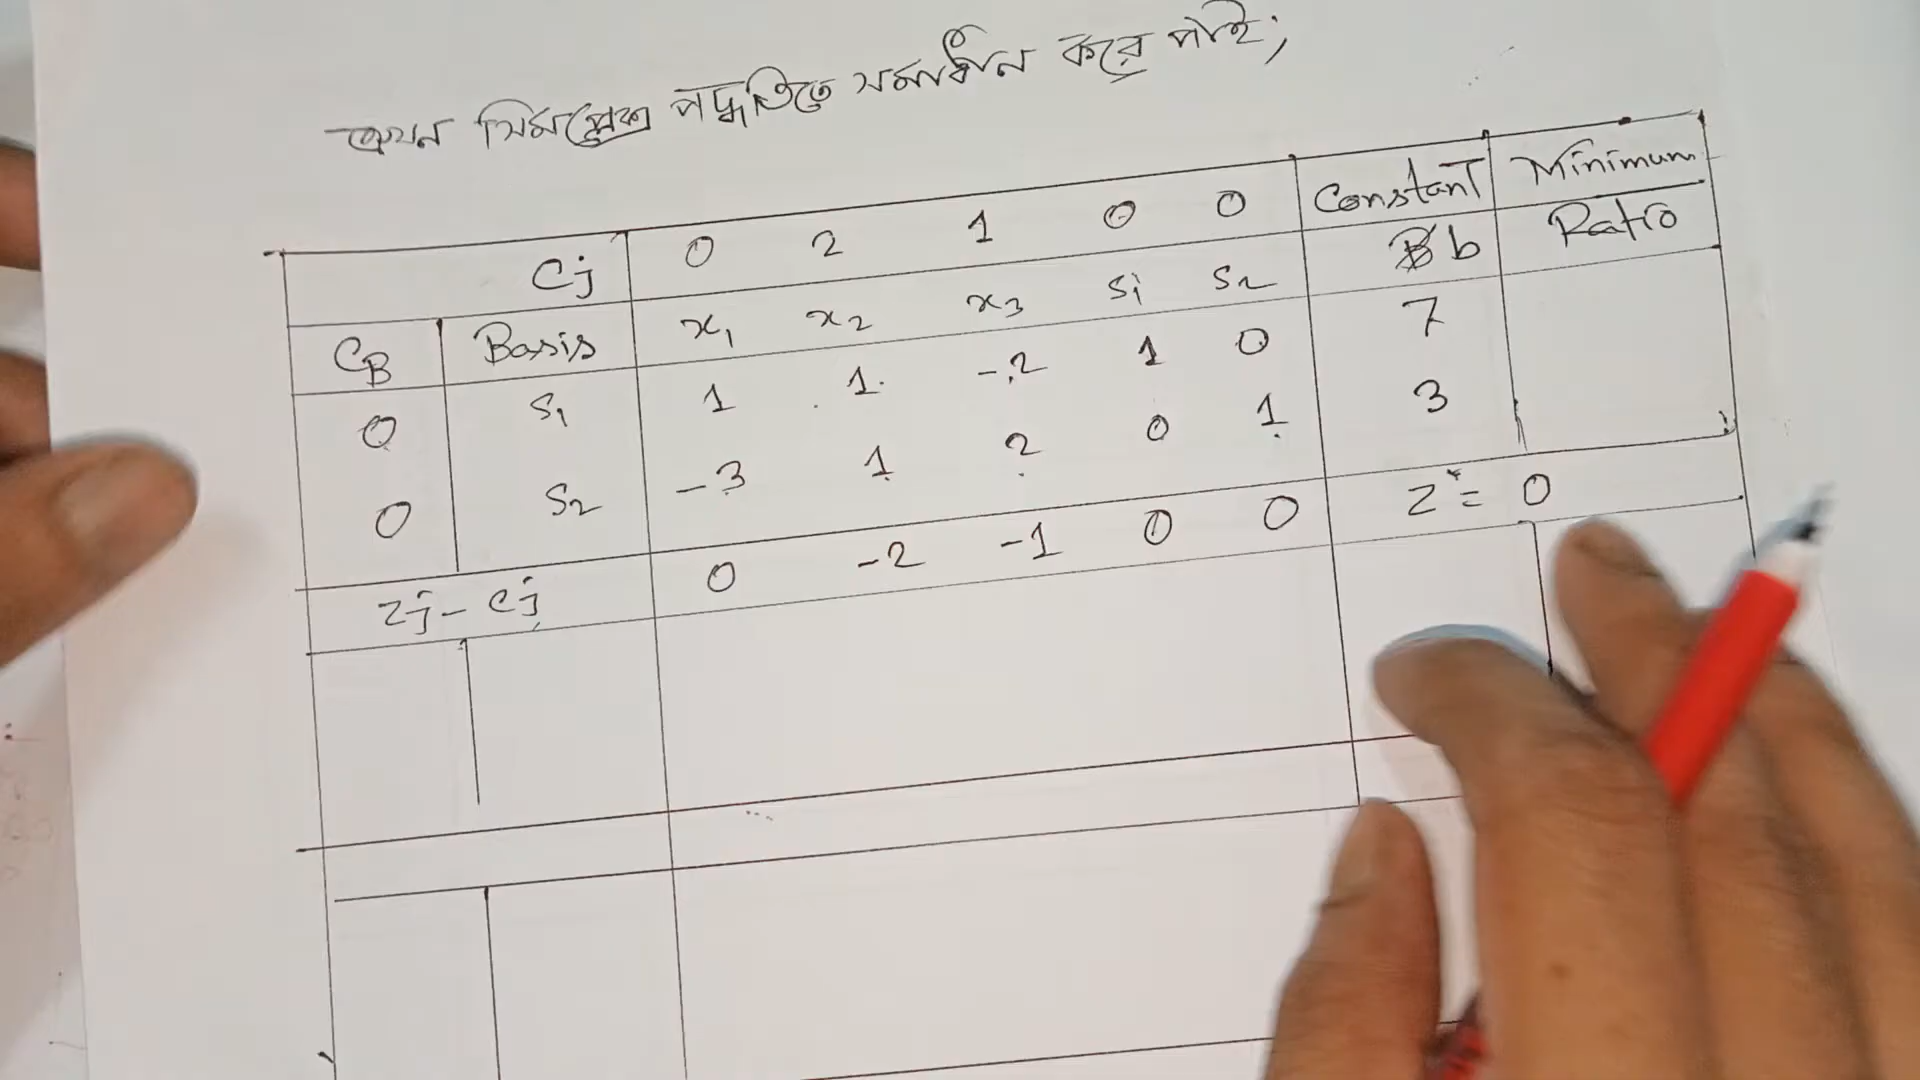 এখন সিমপ্লেক্স পদ্ধতিতে সমাধান করে পাই;
Cj 0 2 1 0 0 Constant Minimum
CB Basis x₁ x₂ x₃ s₁ s₂ b Ratio
0 s₁ 1 1 -2 1 0 7
0 s₂ -3 1 2 0 1 3
zj - cj 0 -2 -1 0 0 z* = 0